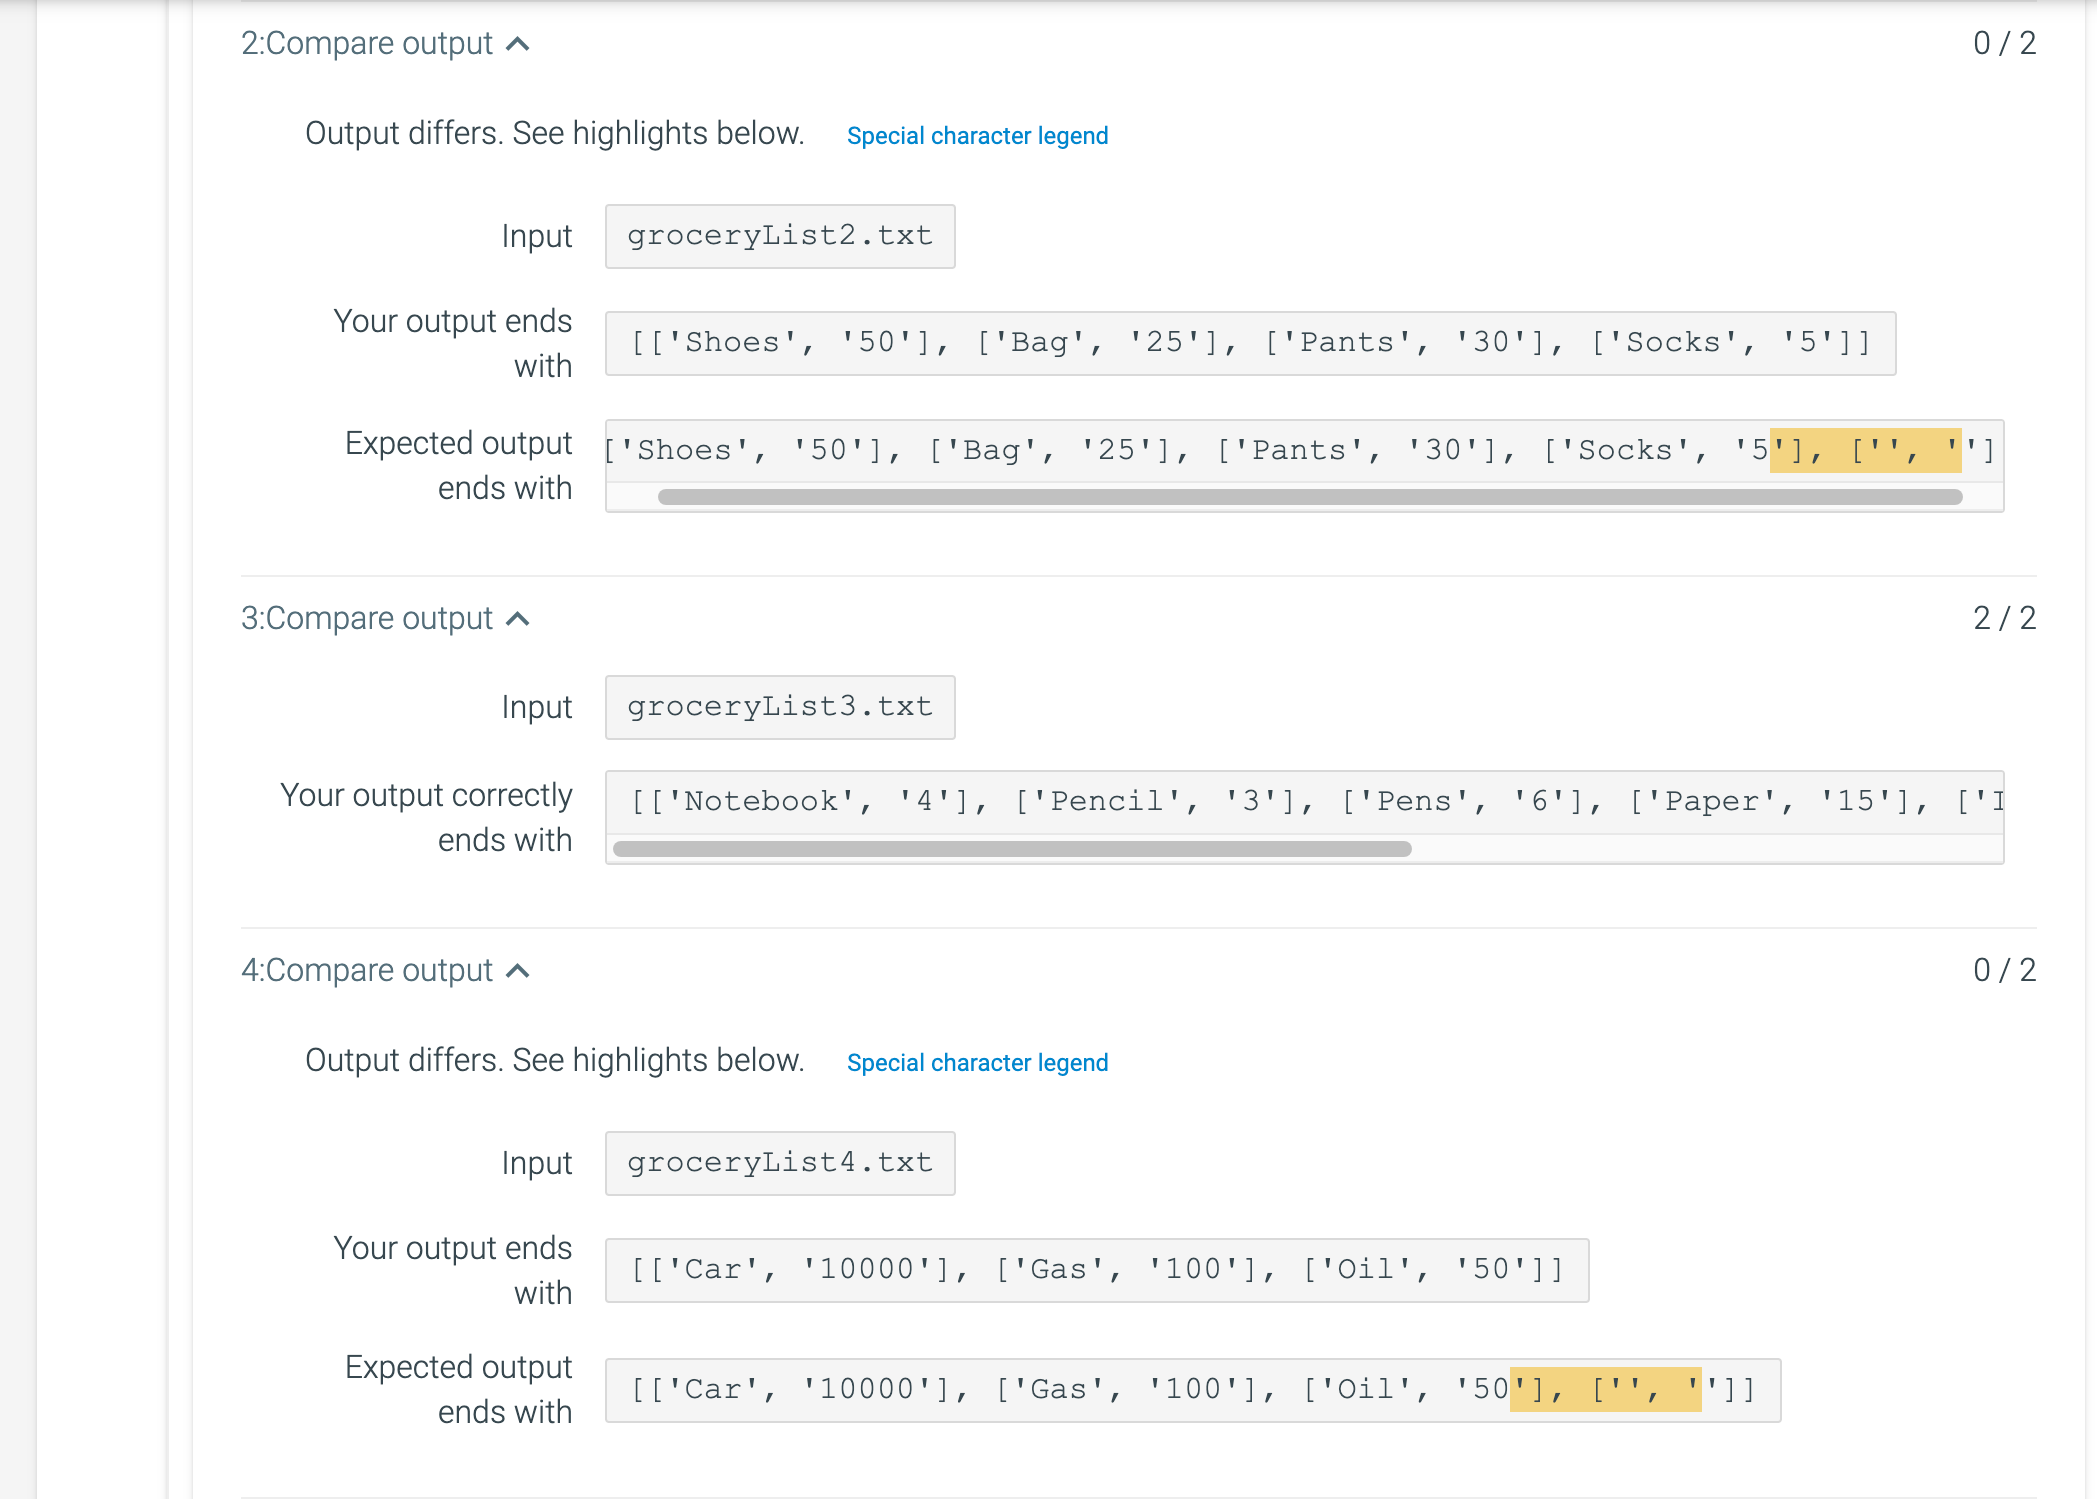 2:Compare output
0 / 2
Output differs. See highlights below.
Special character legend
Input
groceryList2.txt
Your output ends
with
[['Shoes', '50'], ['Bag', '25'], ['Pants', '30'], ['Socks', '5']]
Expected output
ends with
['Shoes', '50'], ['Bag', '25'], ['Pants', '30'], ['Socks', '5'], ['', '']
3:Compare output
2 / 2
Input
groceryList3.txt
Your output correctly
ends with
[['Notebook', '4'], ['Pencil', '3'], ['Pens', '6'], ['Paper', '15'], ['I
4:Compare output
0 / 2
Output differs. See highlights below.
Special character legend
Input
groceryList4.txt
Your output ends
with
[['Car', '10000'], ['Gas', '100'], ['Oil', '50']]
Expected output
ends with
[['Car', '10000'], ['Gas', '100'], ['Oil', '50'], ['', '']]